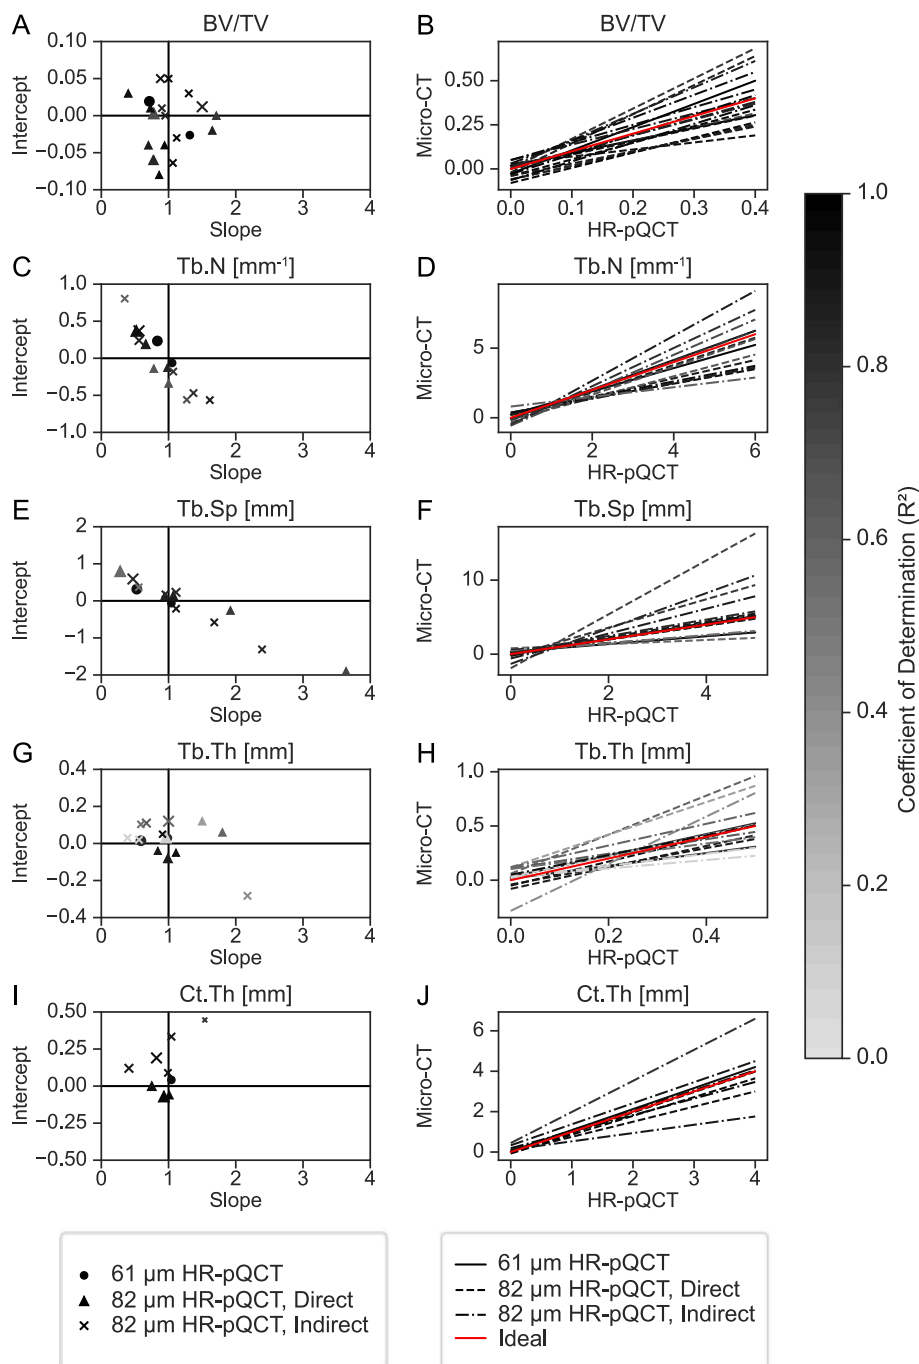 A
BV/TV
0.10
0.05
0.00
−0.05
−0.10
Intercept
0 1 2 3 4
Slope
B
BV/TV
0.50
0.25
0.00
Micro-CT
0.0 0.1 0.2 0.3 0.4
HR-pQCT
C
Tb.N [mm⁻¹]
1.0
0.5
0.0
−0.5
−1.0
Intercept
0 1 2 3 4
Slope
D
Tb.N [mm⁻¹]
5
0
Micro-CT
0 2 4 6
HR-pQCT
E
Tb.Sp [mm]
2
1
0
−1
−2
Intercept
0 1 2 3 4
Slope
F
Tb.Sp [mm]
10
0
Micro-CT
0 2 4
HR-pQCT
G
Tb.Th [mm]
0.4
0.2
0.0
−0.2
−0.4
Intercept
0 1 2 3 4
Slope
H
Tb.Th [mm]
1.0
0.5
0.0
Micro-CT
0.0 0.2 0.4
HR-pQCT
I
Ct.Th [mm]
0.50
0.25
0.00
−0.25
−0.50
Intercept
0 1 2 3 4
Slope
J
Ct.Th [mm]
6
4
2
0
Micro-CT
0 1 2 3 4
HR-pQCT
1.0
0.8
0.6
0.4
0.2
0.0
Coefficient of Determination (R²)
61 µm HR-pQCT
82 µm HR-pQCT, Direct
82 µm HR-pQCT, Indirect
61 µm HR-pQCT
82 µm HR-pQCT, Direct
82 µm HR-pQCT, Indirect
Ideal